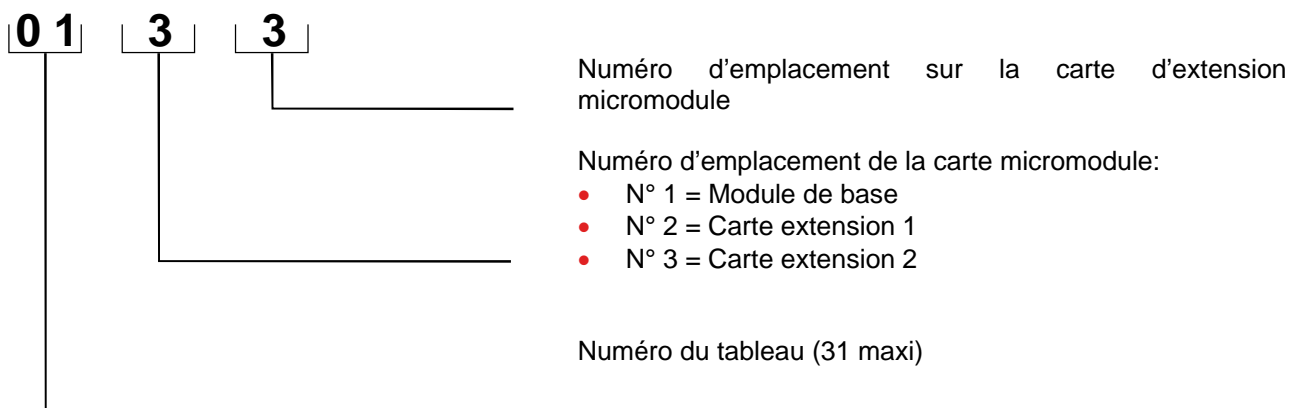 0 1 3 3
Numéro d'emplacement sur la carte d'extension
micromodule
Numéro d'emplacement de la carte micromodule:
• N° 1 = Module de base
• N° 2 = Carte extension 1
• N° 3 = Carte extension 2
Numéro du tableau (31 maxi)